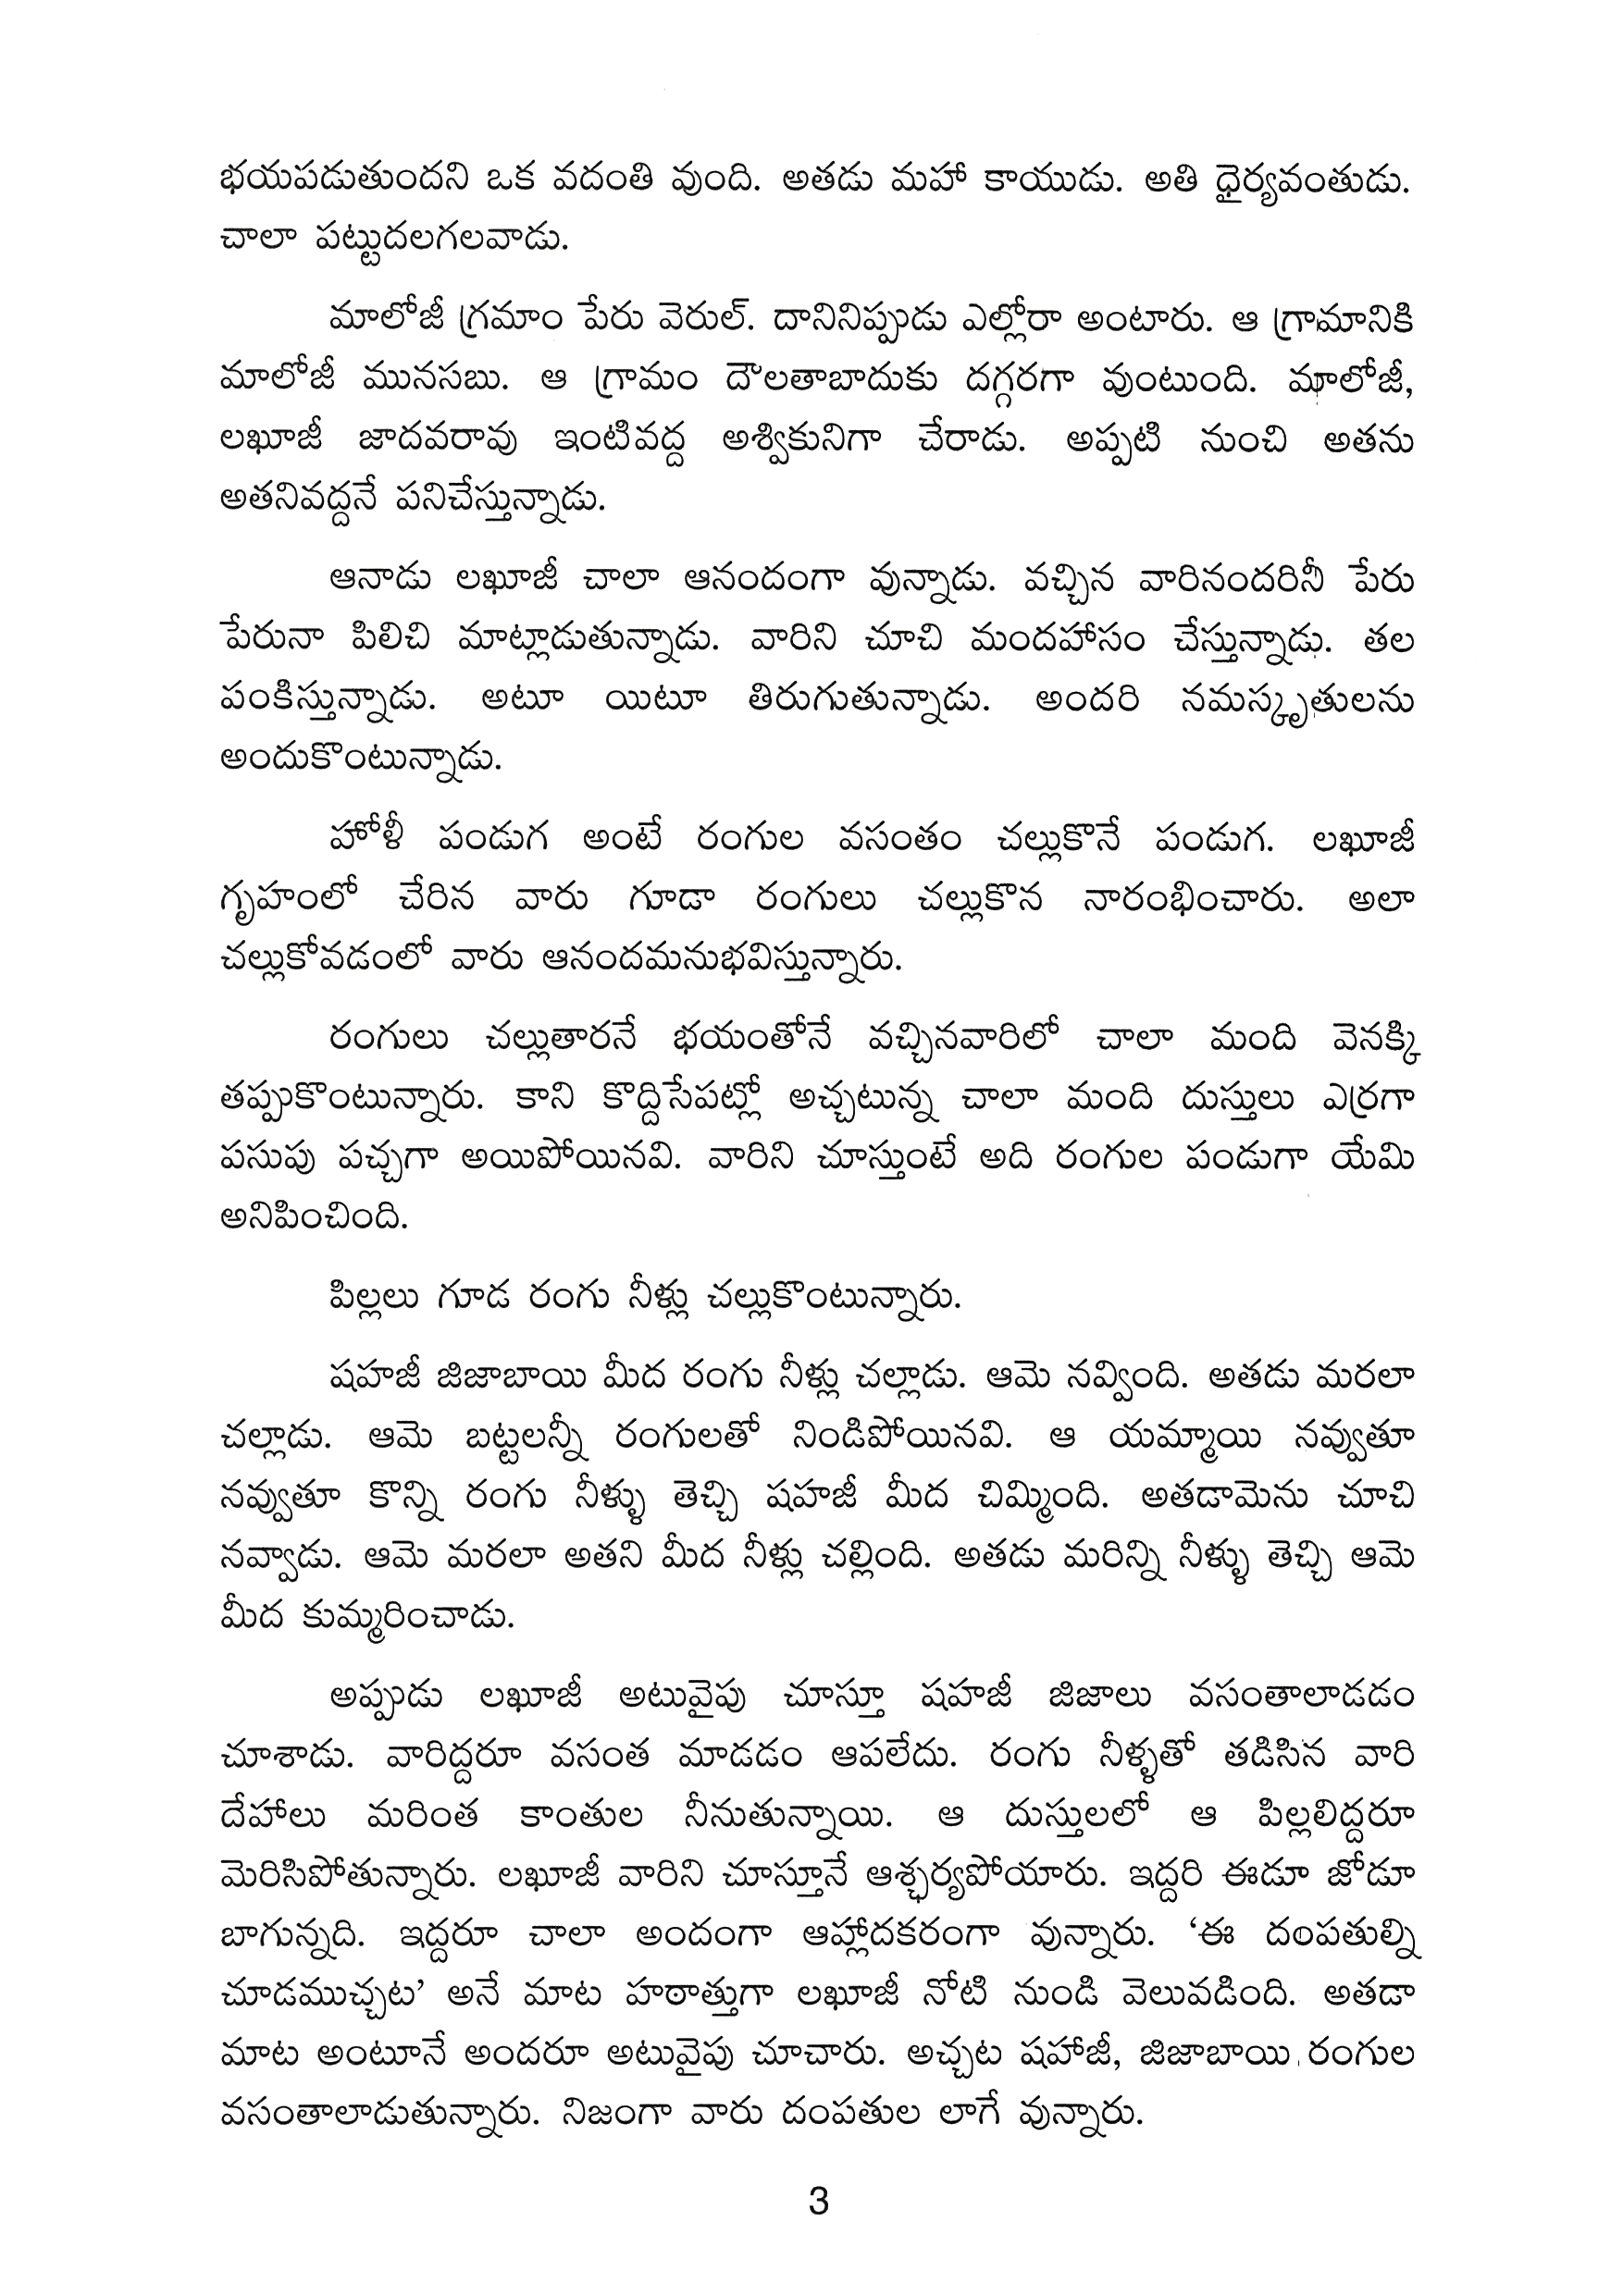 భయపడుతుందని ఒక వదంతి వుంది. అతడు మహా కాయుడు. అతి ధైర్యవంతుడు.
చాలా పట్టుదలగలవాడు.
మాలోజీ గ్రమాం పేరు వెరుల్. దానినిప్పుడు ఎల్లోరా అంటారు. ఆ గ్రామానికి
మాలోజీ మునసబు. ఆ గ్రామం దౌలతాబాదుకు దగ్గరగా వుంటుంది. మాలోజీ,
లఖూజీ జాదవరావు ఇంటివద్ద అశ్వికునిగా చేరాడు. అప్పటి నుంచి అతను
అతనివద్దనే పనిచేస్తున్నాడు.
ఆనాడు లఖూజీ చాలా ఆనందంగా వున్నాడు. వచ్చిన వారినందరినీ పేరు
పేరునా పిలిచి మాట్లాడుతున్నాడు. వారిని చూచి మందహాసం చేస్తున్నాడు. తల
పంకిస్తున్నాడు. అటూ యిటూ తిరుగుతున్నాడు. అందరి నమస్కృతులను
అందుకొంటున్నాడు.
హోళీ పండుగ అంటే రంగుల వసంతం చల్లుకొనే పండుగ. లఖూజీ
గృహంలో చేరిన వారు గూడా రంగులు చల్లుకొన నారంభించారు. అలా
చల్లుకోవడంలో వారు ఆనందమనుభవిస్తున్నారు.
రంగులు చల్లుతారనే భయంతోనే వచ్చినవారిలో చాలా మంది వెనక్కి
తప్పుకొంటున్నారు. కాని కొద్దిసేపట్లో అచ్చటున్న చాలా మంది దుస్తులు ఎర్రగా
పసుపు పచ్చగా అయిపోయినవి. వారిని చూస్తుంటే అది రంగుల పండుగా యేమి
అనిపించింది.
పిల్లలు గూడ రంగు నీళ్లు చల్లుకొంటున్నారు.
షహజీ జిజాబాయి మీద రంగు నీళ్లు చల్లాడు. ఆమె నవ్వింది. అతడు మరలా
చల్లాడు. ఆమె బట్టలన్నీ రంగులతో నిండిపోయినవి. ఆ యమ్మాయి నవ్వుతూ
నవ్వుతూ కొన్ని రంగు నీళ్ళు తెచ్చి షహజీ మీద చిమ్మింది. అతడామెను చూచి
నవ్వాడు. ఆమె మరలా అతని మీద నీళ్లు చల్లింది. అతడు మరిన్ని నీళ్ళు తెచ్చి ఆమె
మీద కుమ్మరించాడు.
అప్పుడు లఖూజీ అటువైపు చూస్తూ షహజీ జిజాలు వసంతాలాడడం
చూశాడు. వారిద్దరూ వసంత మాడడం ఆపలేదు. రంగు నీళ్ళతో తడిసిన వారి
దేహాలు మరింత కాంతుల నీనుతున్నాయి. ఆ దుస్తులలో ఆ పిల్లలిద్దరూ
మెరిసిపోతున్నారు. లఖూజీ వారిని చూస్తూనే ఆశ్ఛర్యపోయారు. ఇద్దరి ఈడూ జోడూ
బాగున్నది. ఇద్దరూ చాలా అందంగా ఆహ్లాదకరంగా వున్నారు. ‘ఈ దంపతుల్ని
చూడముచ్చట’ అనే మాట హఠాత్తుగా లఖూజీ నోటి నుండి వెలువడింది. అతడా
మాట అంటూనే అందరూ అటువైపు చూచారు. అచ్చట షహాజీ, జిజాబాయి రంగుల
వసంతాలాడుతున్నారు. నిజంగా వారు దంపతుల లాగే వున్నారు.
3